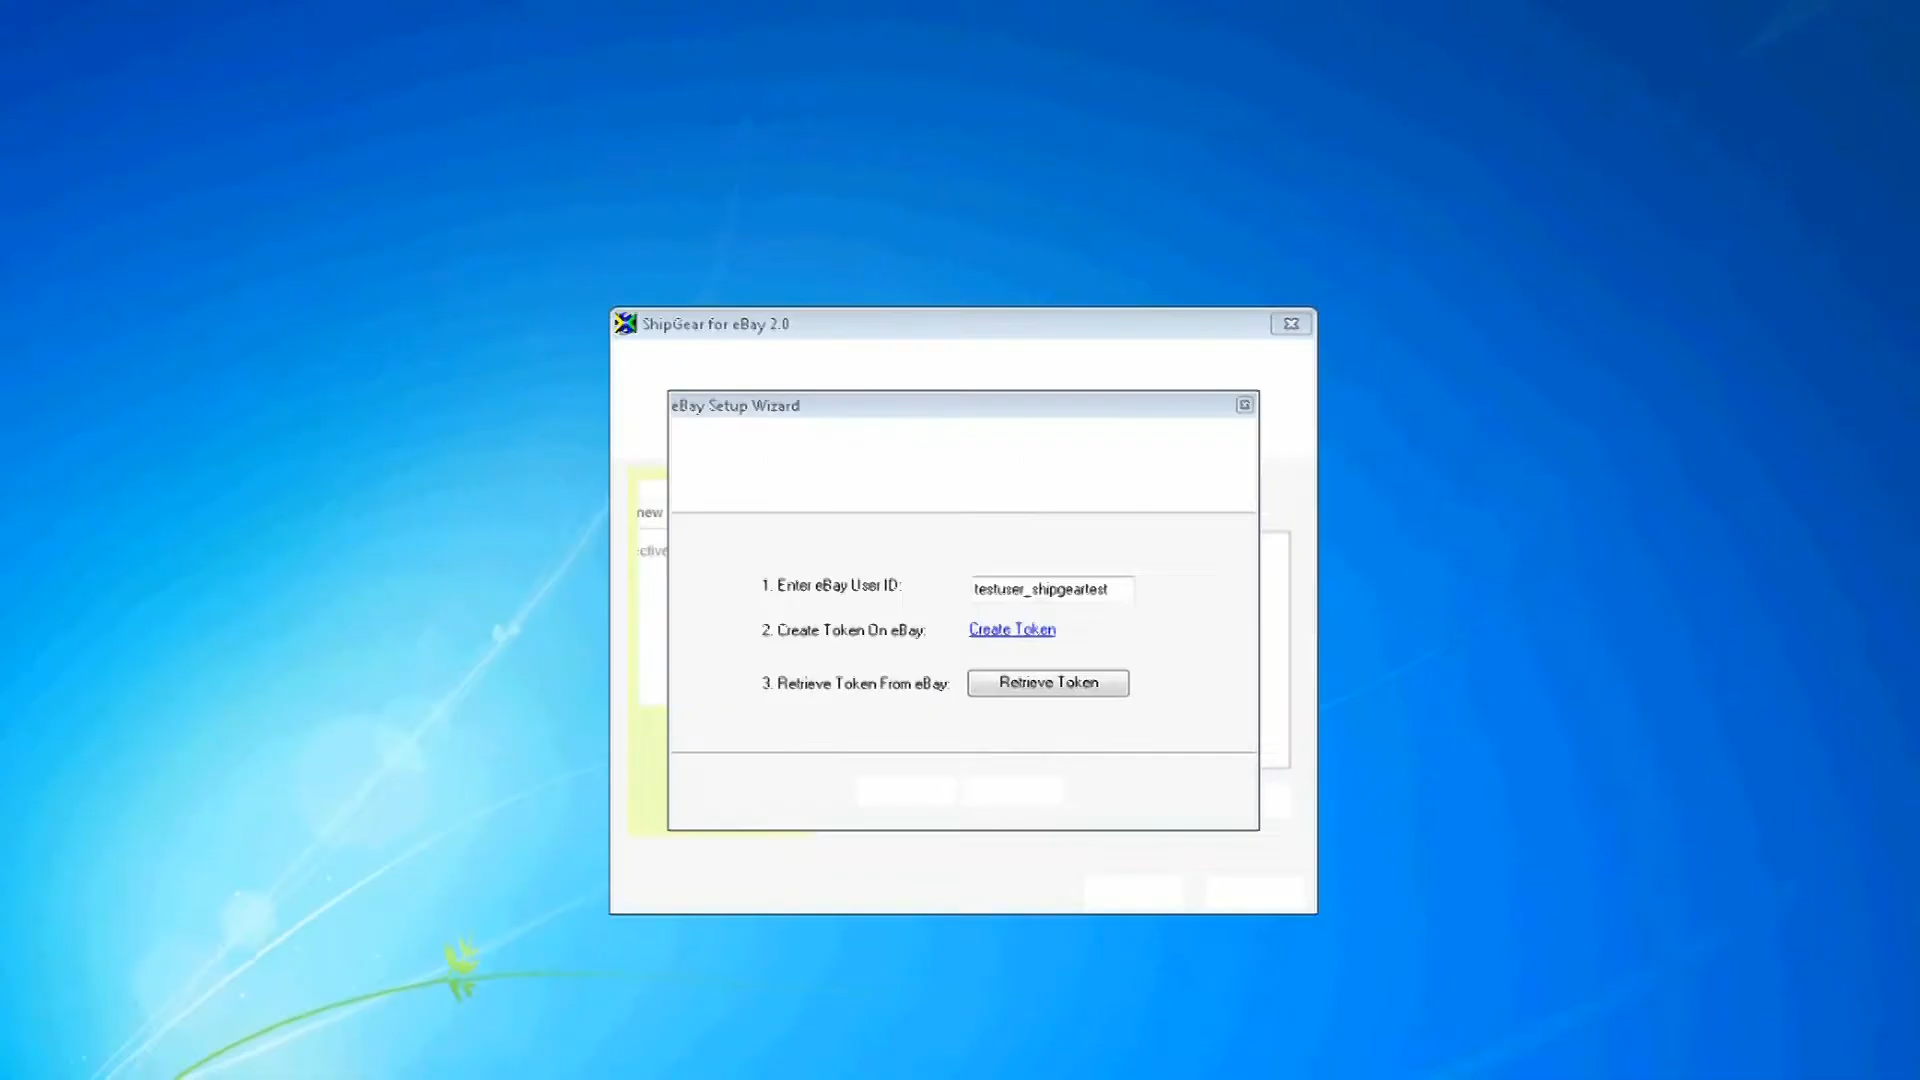 ShipGear for eBay 2.0
eBay Setup Wizard
new
ctive
1. Enter eBay User ID: testuser_shipgeartest
2. Create Token On eBay: Create Token
3. Retrieve Token From eBay: Retrieve Token